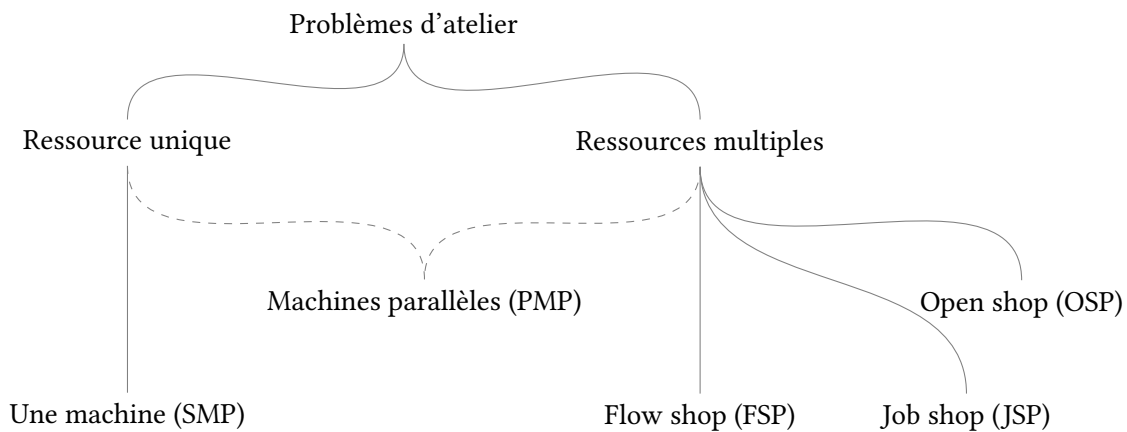 Problèmes d’atelier
Ressource unique
Ressources multiples
Machines parallèles (PMP)
Open shop (OSP)
Une machine (SMP)
Flow shop (FSP)
Job shop (JSP)